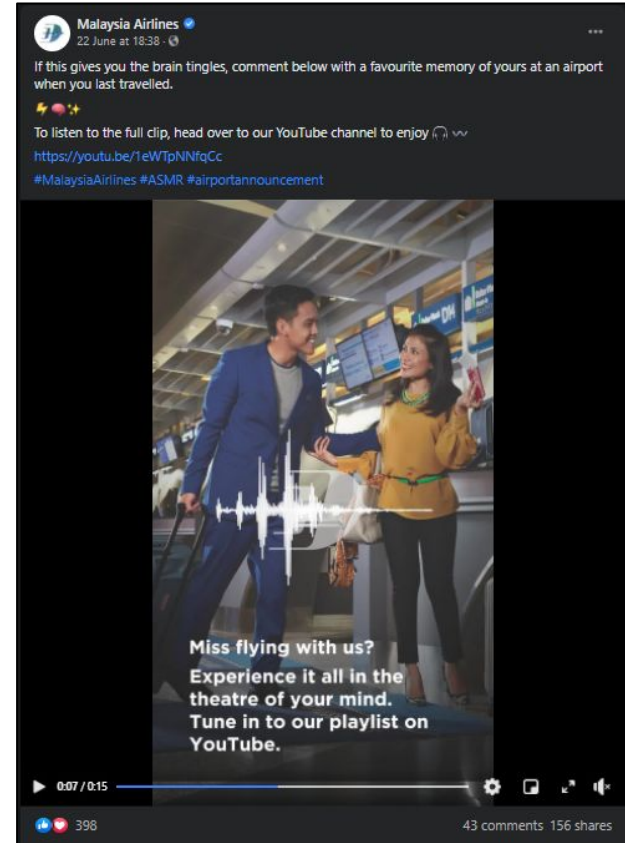 Malaysia Airlines
22 June at 18:38 ·
If this gives you the brain tingles, comment below with a favourite memory of yours at an airport
when you last travelled.
⚡🧠✨
To listen to the full clip, head over to our YouTube channel to enjoy 🎧 〰️
https://youtu.be/1eWTpNNfqCc
#MalaysiaAirlines #ASMR #airportannouncement
Miss flying with us?
Experience it all in the
theatre of your mind.
Tune in to our playlist on
YouTube.
0:07 / 0:15
398
43 comments 156 shares